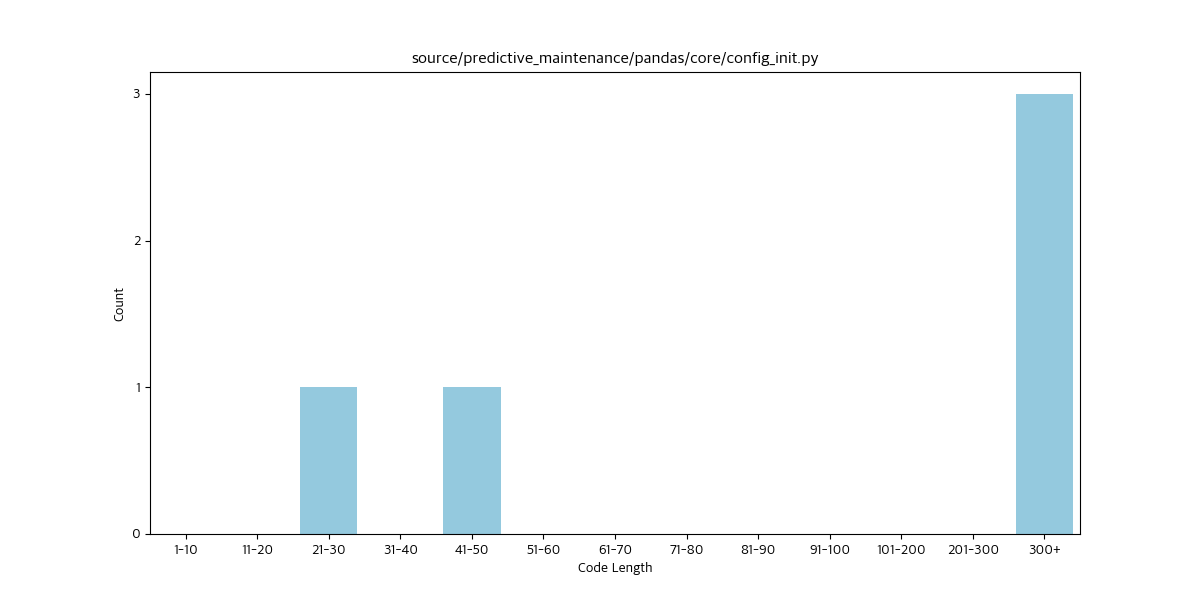 source/predictive_maintenance/pandas/core/config_init.py
3
2
1
0
Count
1-10 11-20 21-30 31-40 41-50 51-60 61-70 71-80 81-90 91-100 101-200 201-300 300+
Code Length